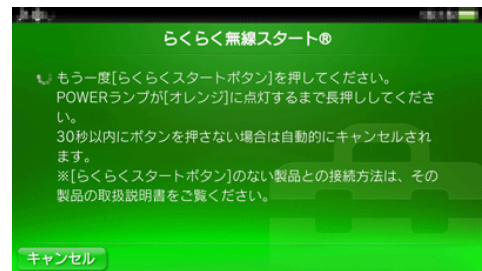 らくらく無線スタート®
もう一度[らくらくスタートボタン]を押してください。
POWERランプが[オレンジ]に点灯するまで長押ししてくださ
い。
30秒以内にボタンを押さない場合は自動的にキャンセルされ
ます。
※[らくらくスタートボタン]のない製品との接続方法は、その
製品の取扱説明書をご覧ください。
キャンセル